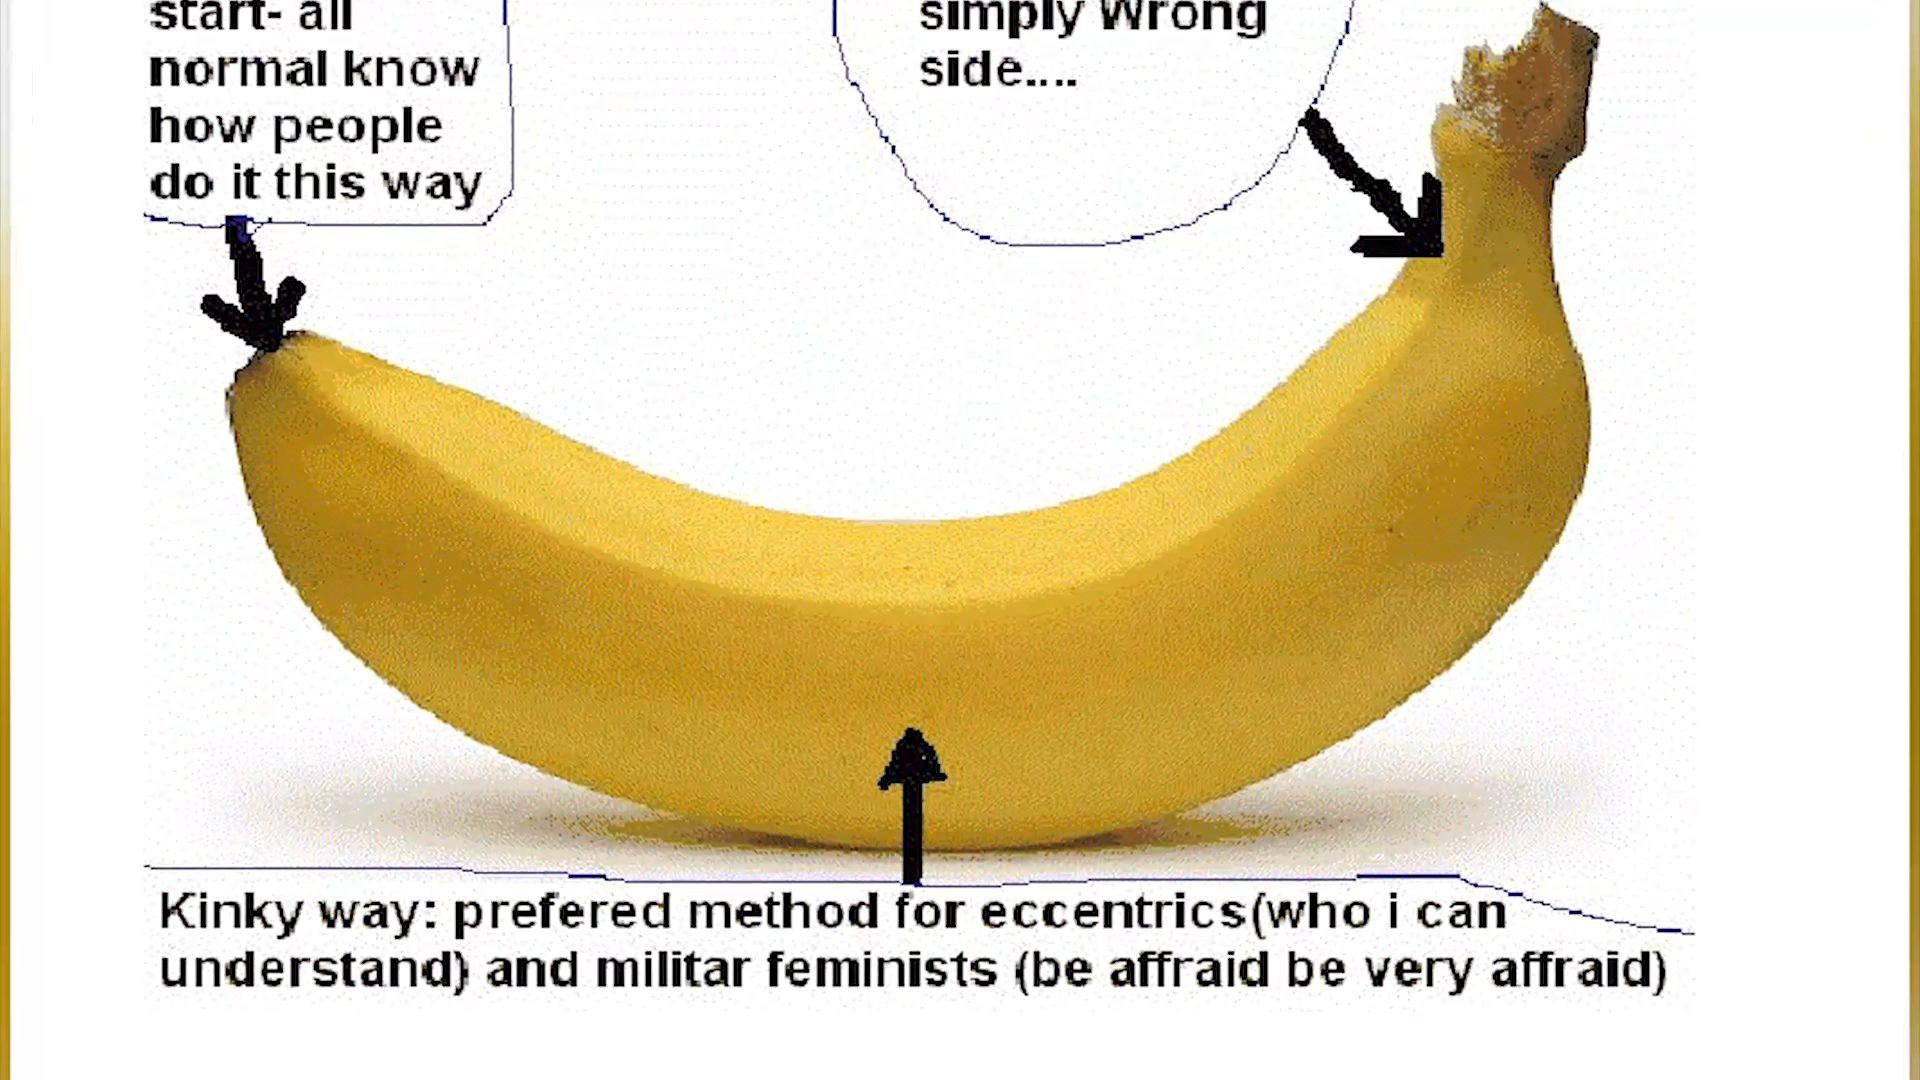 start- all
normal know
how people
do it this way
simply Wrong
side....
Kinky way: prefered method for eccentrics(who i can
understand) and militar feminists (be affraid be very affraid)